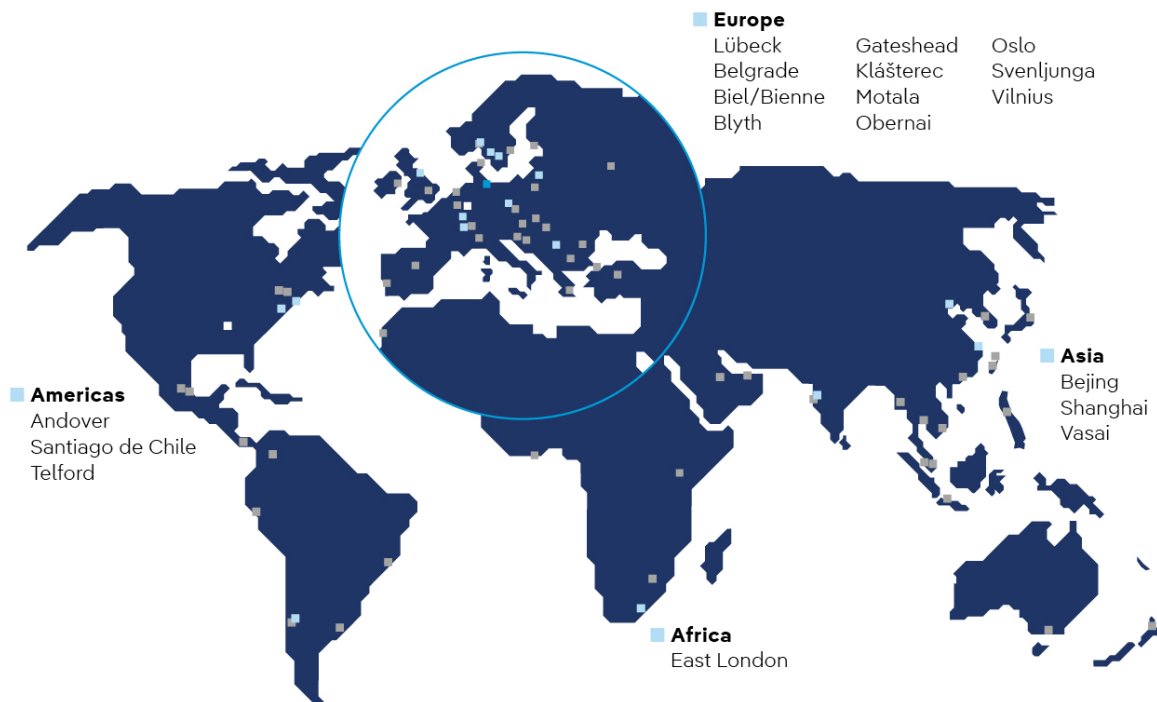 Europe
Lübeck Gateshead Oslo
Belgrade Klášterec Svenljunga
Biel/Bienne Motala Vilnius
Blyth Obernai
Americas
Andover
Santiago de Chile
Telford
Asia
Bejing
Shanghai
Vasai
Africa
East London